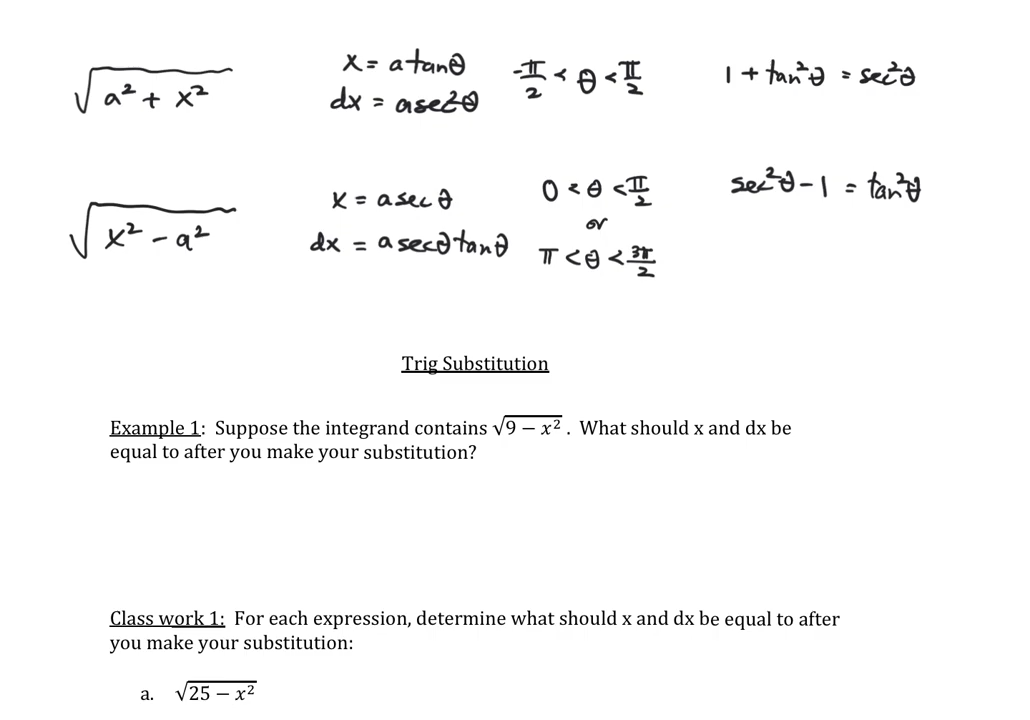 √(a² + x²)   x = a tanθ   -π/2 < θ < π/2   1 + tan²θ = sec²θ
dx = a sec²θ
√(x² - a²)   x = a sec θ   0 < θ < π/2   sec²θ - 1 = tan²θ
or
dx = a secθ tanθ   π < θ < 3π/2
Trig Substitution
Example 1: Suppose the integrand contains √(9 − x²) . What should x and dx be
equal to after you make your substitution?
Class work 1: For each expression, determine what should x and dx be equal to after
you make your substitution:
a. √(25 − x²)